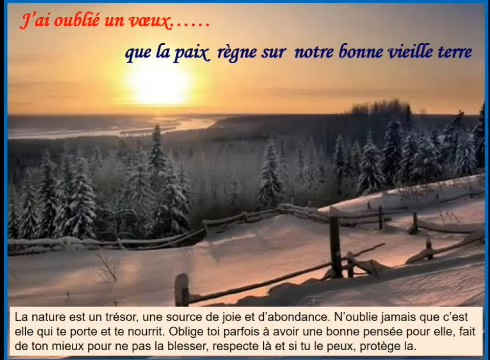 J'ai oublié un vœux……
que la paix règne sur notre bonne vieille terre
La nature est un trésor, une source de joie et d'abondance. N'oublie jamais que c'est
elle qui te porte et te nourrit. Oblige toi parfois à avoir une bonne pensée pour elle, fait
de ton mieux pour ne pas la blesser, respecte là et si tu le peux, protège la.